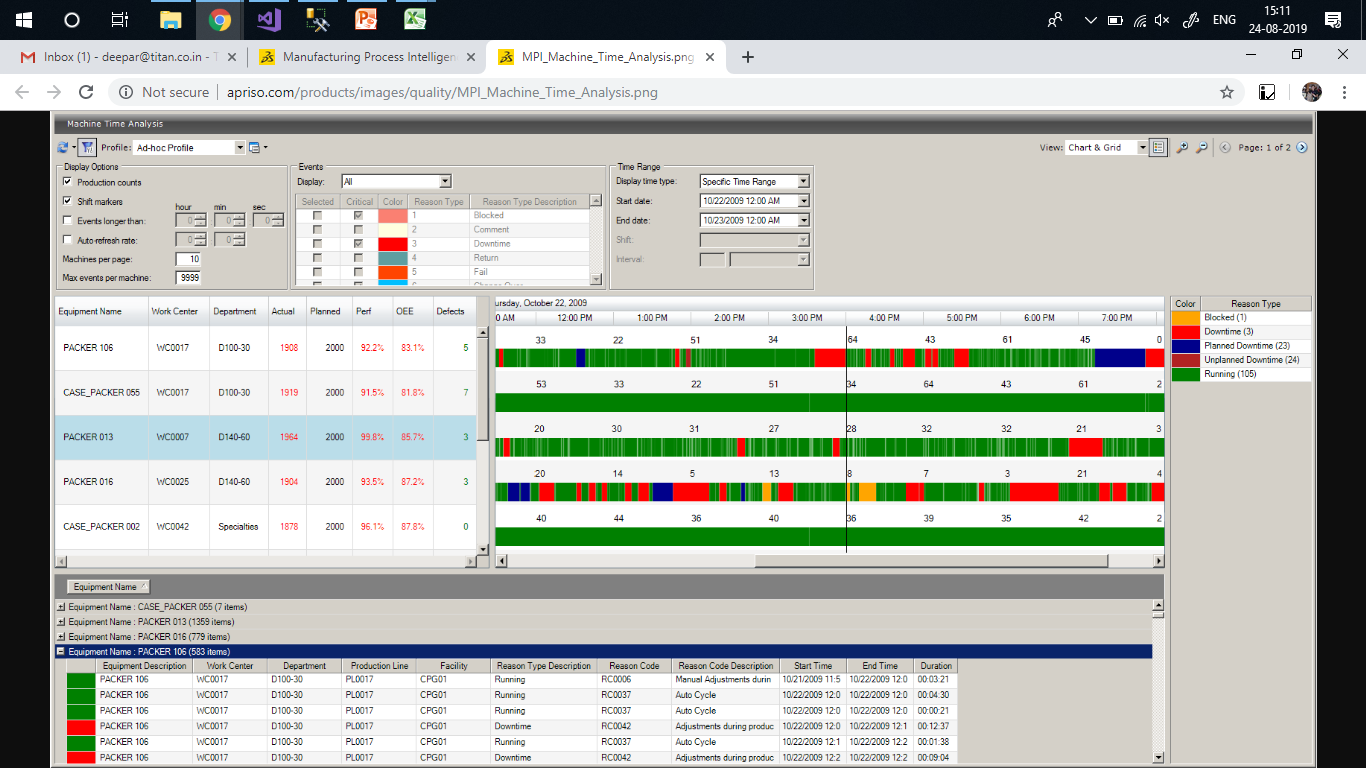 15:11
ENG
24-08-2019
Inbox (1) - deepar@titan.co.in - T
Manufacturing Process Intelligen
MPI_Machine_Time_Analysis.png
Not secure | apriso.com/products/images/quality/MPI_Machine_Time_Analysis.png
Machine Time Analysis
Profile: Ad-hoc Profile View: Chart & Grid Page: 1 of 2
Display Options Events Time Range
Production counts Display: All Display time type: Specific Time Range
Shift markers hour min sec Selected Critical Color Reason Type Reason Type Description Start date: 10/22/2009 12:00 AM
Events longer than: 0 0 0 1 Blocked End date: 10/23/2009 12:00 AM
2 Comment
Auto-refresh rate: 0 0 3 Downtime Shift:
Machines per page: 10 4 Return Interval:
Max events per machine: 9999 5 Fail
ursday, October 22, 2009 Color Reason Type
Equipment Name Work Center Department Actual Planned Perf OEE Defects 0 AM 12:00 PM 1:00 PM 2:00 PM 3:00 PM 4:00 PM 5:00 PM 6:00 PM 7:00 PM
Blocked (1)
Downtime (3)
Planned Downtime (23)
Unplanned Downtime (24)
Running (105)
33 22 51 34 64 43 61 45 0
PACKER 106 WC0017 D100-30 1908 2000 92.2% 83.1% 5
53 33 22 51 34 64 43 61 2
CASE_PACKER 055 WC0017 D100-30 1919 2000 91.5% 81.8% 7
20 30 31 27 28 32 32 21 3
PACKER 013 WC0007 D140-60 1964 2000 99.8% 85.7% 3
20 14 5 13 8 7 3 21 4
PACKER 016 WC0025 D140-60 1904 2000 93.5% 87.2% 3
40 44 36 40 36 39 35 42 2
CASE_PACKER 002 WC0042 Specialties 1878 2000 96.1% 87.8% 0
Equipment Name
Equipment Name : CASE_PACKER 055 (7 items)
Equipment Name : PACKER 013 (1359 items)
Equipment Name : PACKER 016 (779 items)
Equipment Name : PACKER 106 (583 items)
Equipment Description Work Center Department Production Line Facility Reason Type Description Reason Code Reason Code Description Start Time End Time Duration
PACKER 106 WC0017 D100-30 PL0017 CPG01 Running RC0006 Manual Adjustments durin 10/21/2009 11:5 10/22/2009 12:0 00:03:21
PACKER 106 WC0017 D100-30 PL0017 CPG01 Running RC0037 Auto Cycle 10/22/2009 12:0 10/22/2009 12:0 00:04:30
PACKER 106 WC0017 D100-30 PL0017 CPG01 Running RC0037 Auto Cycle 10/22/2009 12:0 10/22/2009 12:0 00:00:21
PACKER 106 WC0017 D100-30 PL0017 CPG01 Downtime RC0042 Adjustments during produc 10/22/2009 12:0 10/22/2009 12:1 00:12:37
PACKER 106 WC0017 D100-30 PL0017 CPG01 Running RC0037 Auto Cycle 10/22/2009 12:1 10/22/2009 12:2 00:01:38
PACKER 106 WC0017 D100-30 PL0017 CPG01 Downtime RC0042 Adjustments during produc 10/22/2009 12:2 10/22/2009 12:2 00:09:04